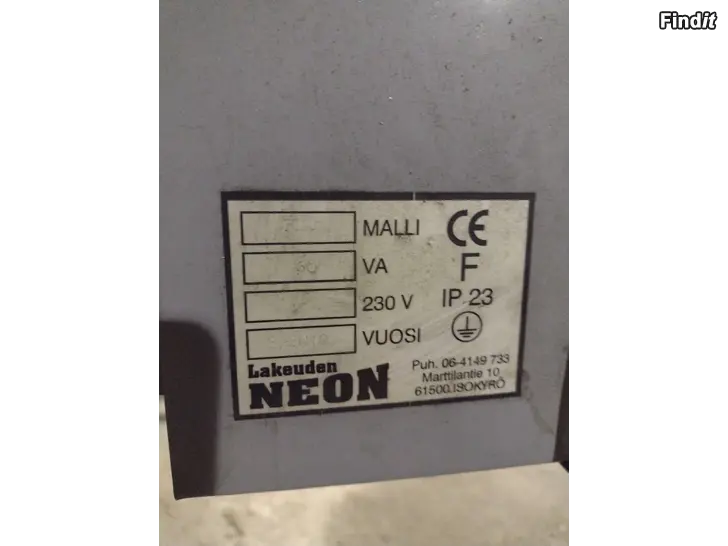 Findit
MALLI CE
VA F
230 V IP 23
VUOSI
Lakeuden
NEON
Puh. 06-4149 733
Marttilantie 10
61500 ISOKYRÖ